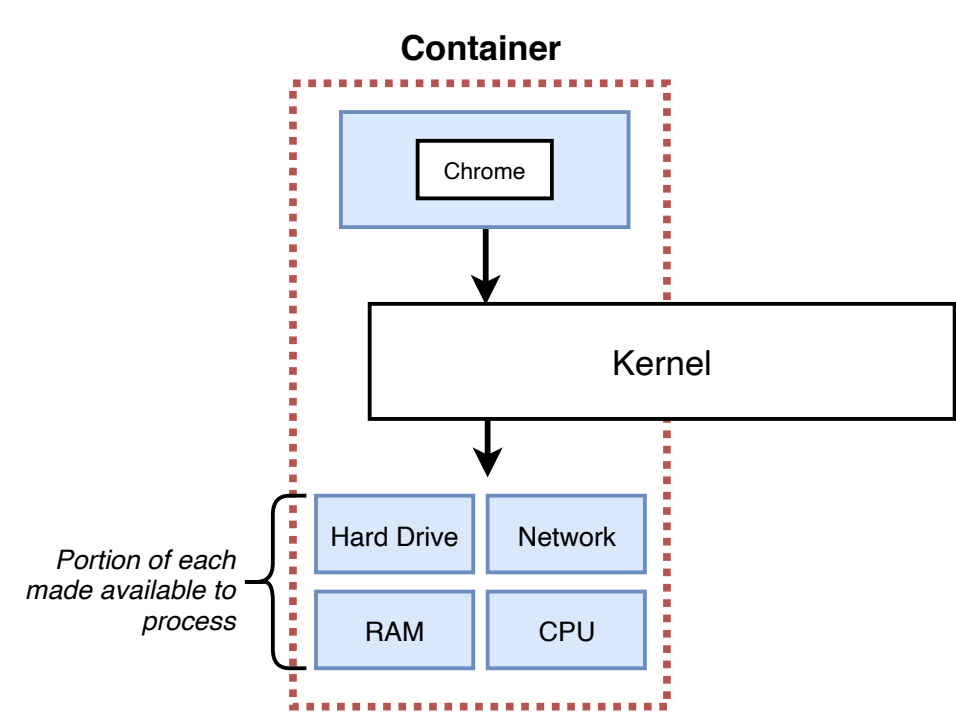 Container
Chrome
Kernel
Hard Drive
Network
Portion of each
made available to
process
RAM
CPU